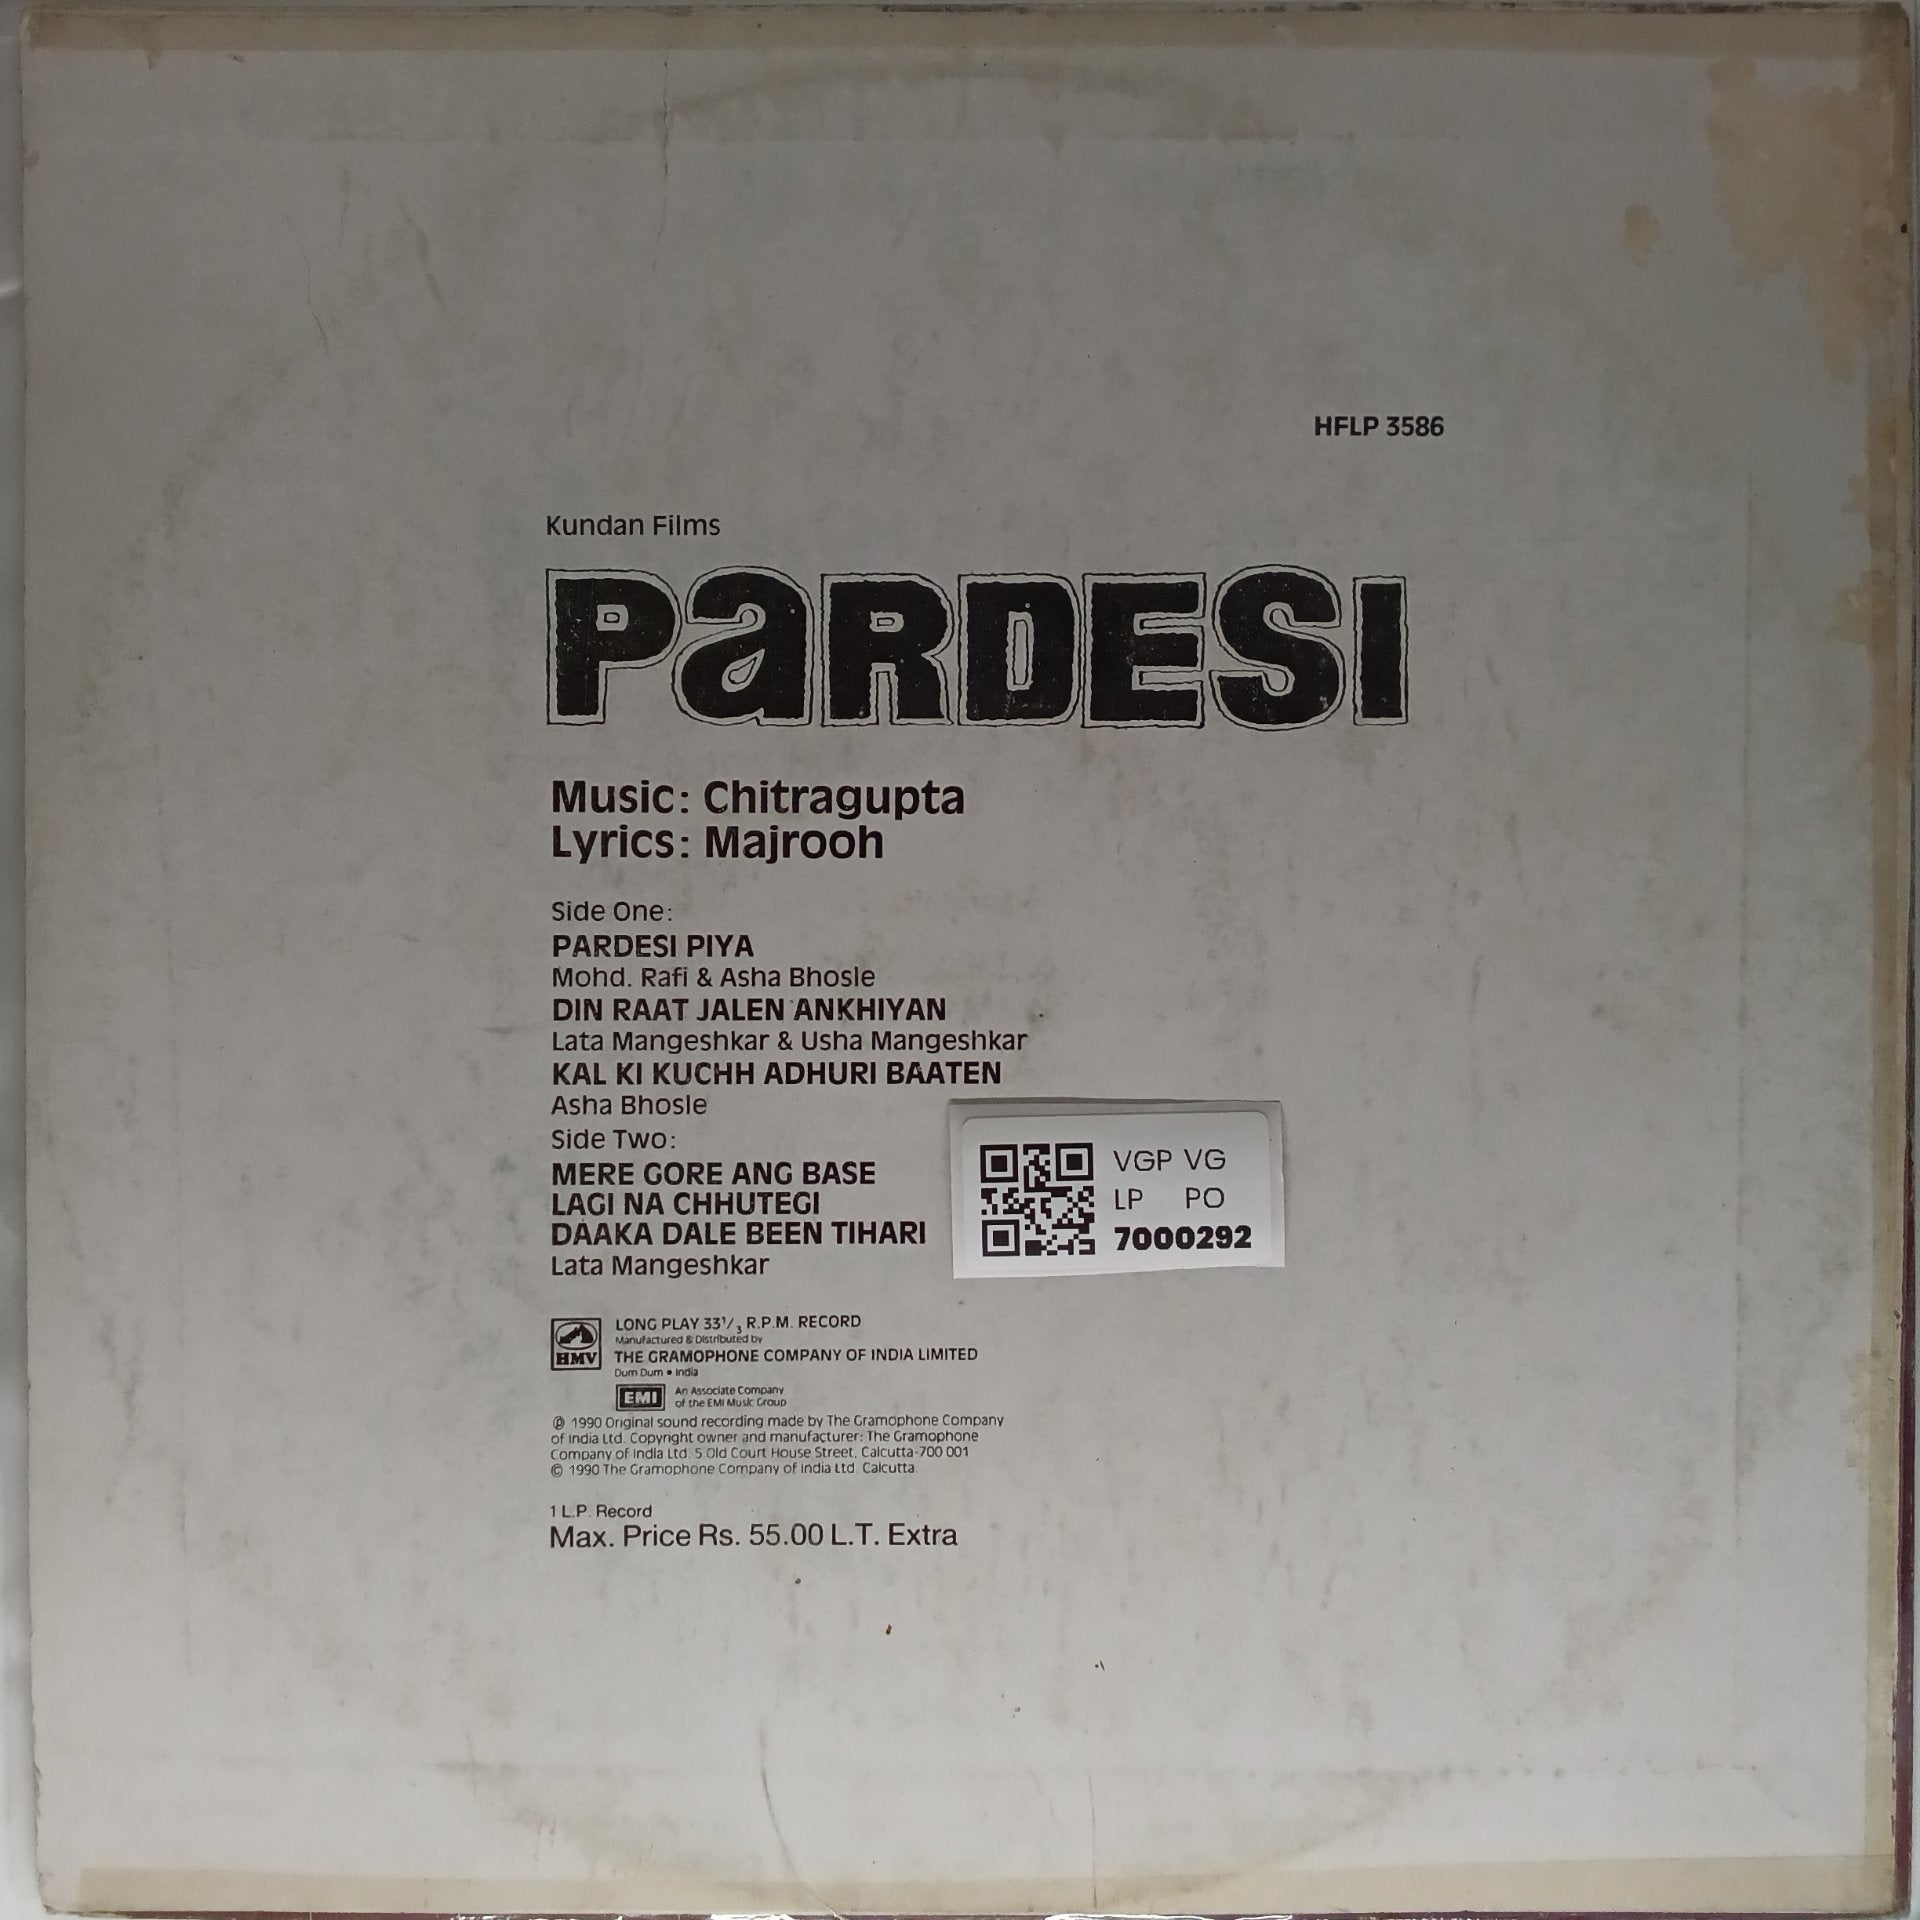 HFLP 3586
Kundan Films
PaRDESI
Music: Chitragupta
Lyrics: Majrooh
Side One:
PARDESI PIYA
Mohd. Rafi & Asha Bhosle
DIN RAAT JALEN ANKHIYAN
Lata Mangeshkar & Usha Mangeshkar
KAL KI KUCHH ADHURI BAATEN
Asha Bhosle
Side Two:
MERE GORE ANG BASE
LAGI NA CHHUTEGI
DAAKA DALE BEEN TIHARI
Lata Mangeshkar
VGP VG
LP PO
7000292
HMV
LONG PLAY 33 1/3 R.P.M. RECORD
Manufactured & Distributed by
THE GRAMOPHONE COMPANY OF INDIA LIMITED
Dum Dum • India
EMI
An Associate Company
of the EMI Music Group
℗ 1990 Original sound recording made by The Gramophone Company
of India Ltd. Copyright owner and manufacturer: The Gramophone
Company of India Ltd. 5 Old Court House Street, Calcutta-700 001
© 1990 The Gramophone Company of India Ltd. Calcutta.
1 L.P. Record
Max. Price Rs. 55.00 L.T. Extra